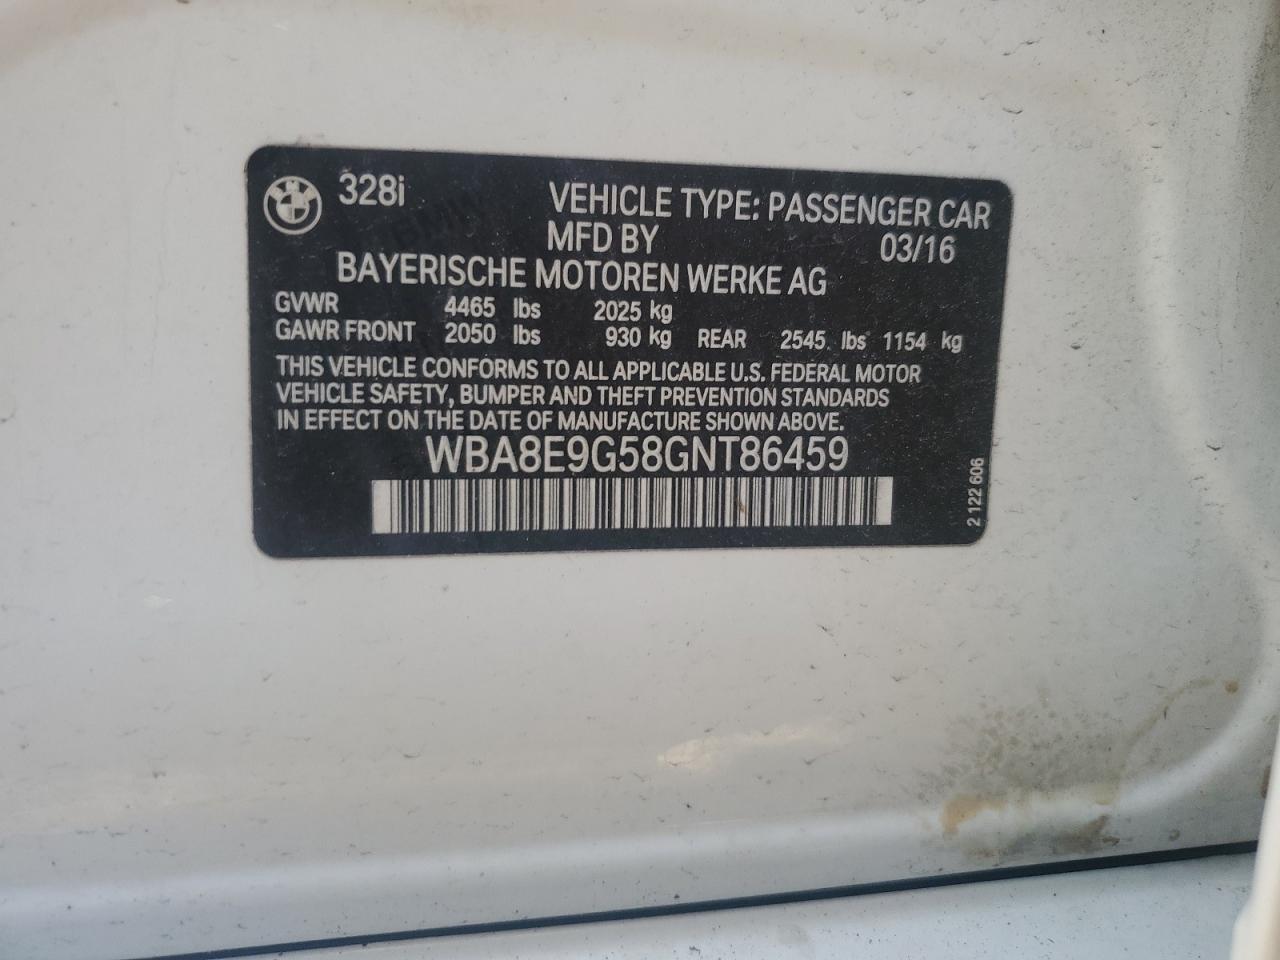 328i VEHICLE TYPE: PASSENGER CAR
MFD BY 03/16
BAYERISCHE MOTOREN WERKE AG
GVWR 4465 lbs 2025 kg
GAWR FRONT 2050 lbs 930 kg REAR 2545 lbs 1154 kg
THIS VEHICLE CONFORMS TO ALL APPLICABLE U.S. FEDERAL MOTOR
VEHICLE SAFETY, BUMPER AND THEFT PREVENTION STANDARDS
IN EFFECT ON THE DATE OF MANUFACTURE SHOWN ABOVE.
WBA8E9G58GNT86459
2 122 606